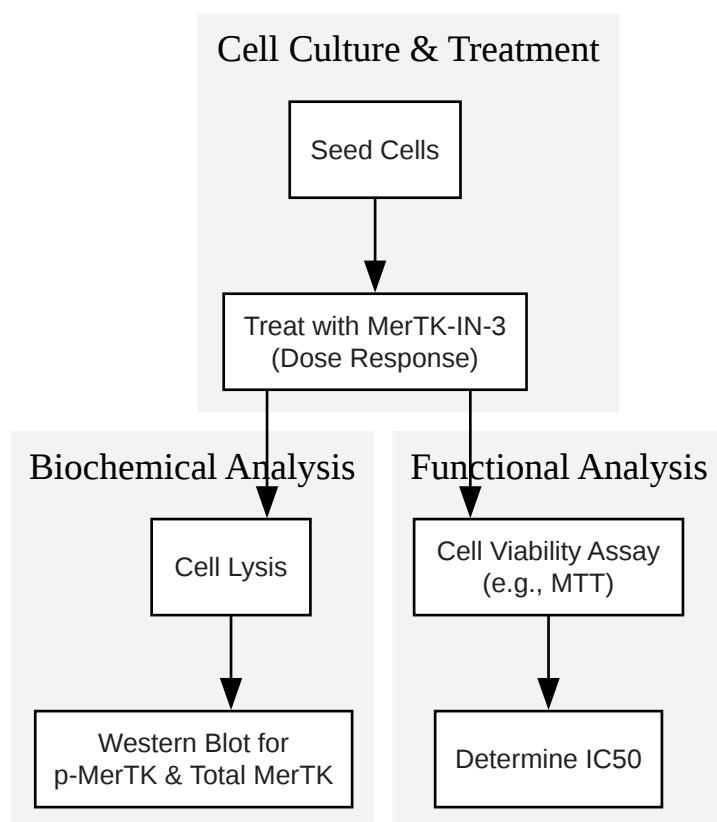 Cell Culture & Treatment
Seed Cells
Treat with MerTK-IN-3
(Dose Response)
Biochemical Analysis
Cell Lysis
Western Blot for
p-MerTK & Total MerTK
Functional Analysis
Cell Viability Assay
(e.g., MTT)
Determine IC50